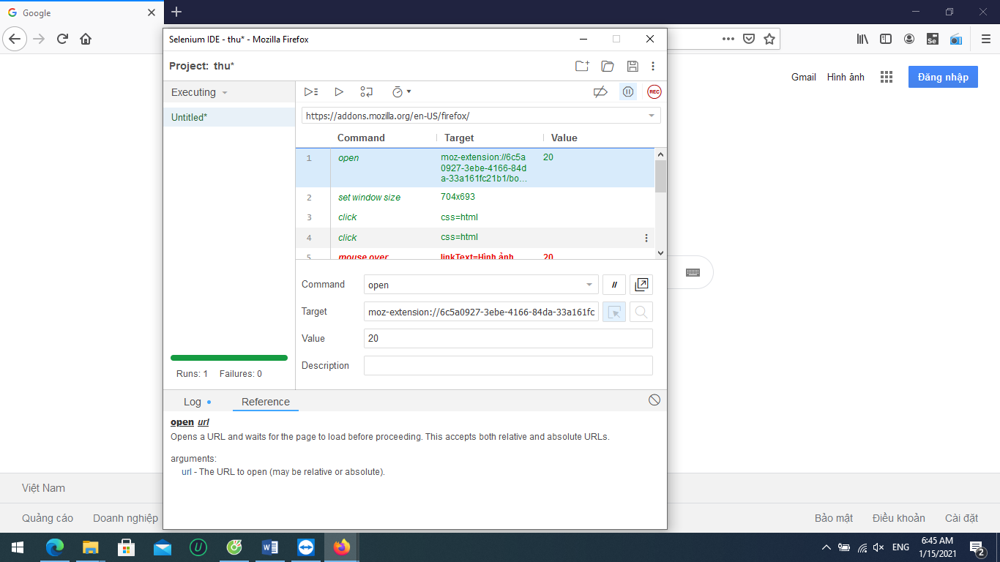 Google
Selenium IDE - thu* - Mozilla Firefox
Se
Project: thu*
Gmail Hình ảnh Đăng nhập
Executing
REC
Untitled*
https://addons.mozilla.org/en-US/firefox/
Command Target Value
1 open moz-extension://6c5a
0927-3ebe-4166-84d
a-33a161fc21b1/bo... 20
2 set window size 704x693
3 click css=html
4 click css=html
5 mouse over linkText=Hình ảnh 20
Command open //
Target moz-extension://6c5a0927-3ebe-4166-84da-33a161fc
Value 20
Description
Runs: 1 Failures: 0
Log Reference
open url
Opens a URL and waits for the page to load before proceeding. This accepts both relative and absolute URLs.
arguments:
url - The URL to open (may be relative or absolute).
Việt Nam
Quảng cáo Doanh nghiệp Bảo mật Điều khoản Cài đặt
ENG 6:45 AM
1/15/2021 2